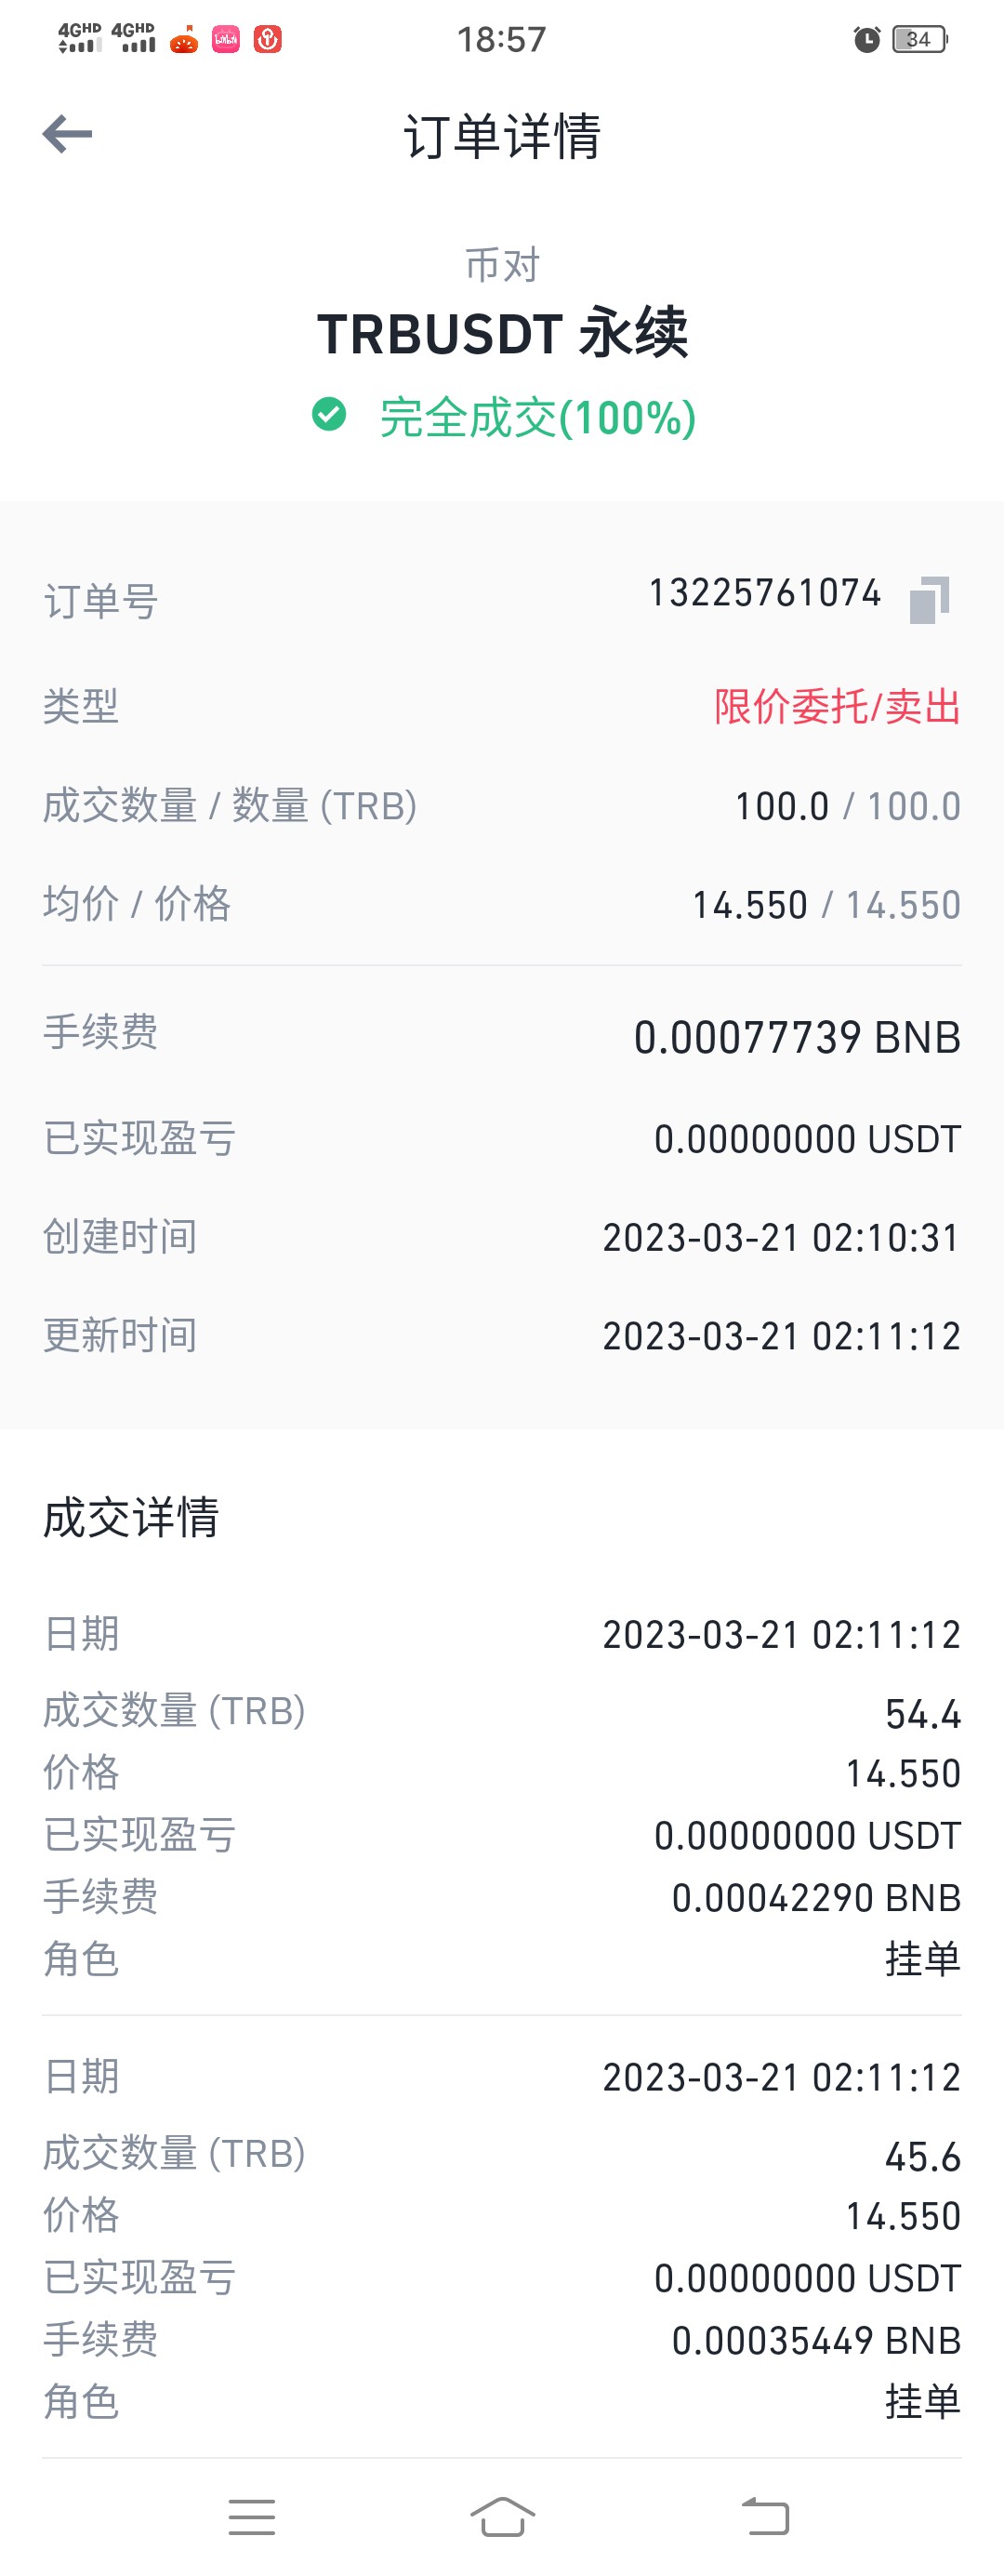 4GHD 4GHD 18:57 34
订单详情
币对
TRBUSDT 永续
完全成交(100%)
订单号 13225761074
类型 限价委托/卖出
成交数量 / 数量 (TRB) 100.0 / 100.0
均价 / 价格 14.550 / 14.550
手续费 0.00077739 BNB
已实现盈亏 0.00000000 USDT
创建时间 2023-03-21 02:10:31
更新时间 2023-03-21 02:11:12
成交详情
日期 2023-03-21 02:11:12
成交数量 (TRB) 54.4
价格 14.550
已实现盈亏 0.00000000 USDT
手续费 0.00042290 BNB
角色 挂单
日期 2023-03-21 02:11:12
成交数量 (TRB) 45.6
价格 14.550
已实现盈亏 0.00000000 USDT
手续费 0.00035449 BNB
角色 挂单